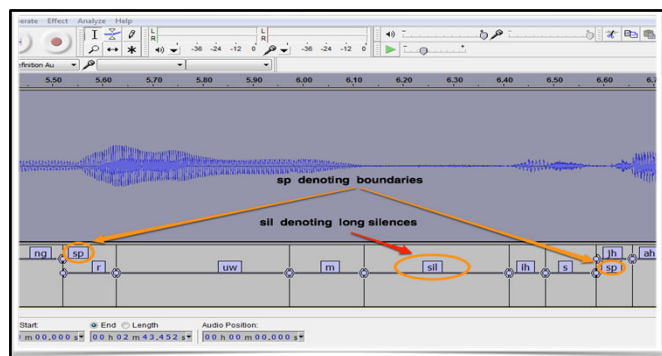 erate Effect Analyze Help
L
R
-36 -24 -12 0
L
R
-36 -24 -12 0
finition Au
5.50 5.60 5.70 5.80 5.90 6.00 6.10 6.20 6.30 6.40 6.50 6.60 6.7
sp denoting boundaries
sil denoting long silences
ng sp Jh ah
r uw m sil ih s sp
Start: End Length Audio Position:
m 00.000 s 00 h 02 m 43.452 s 00 h 00 m 00.000 s